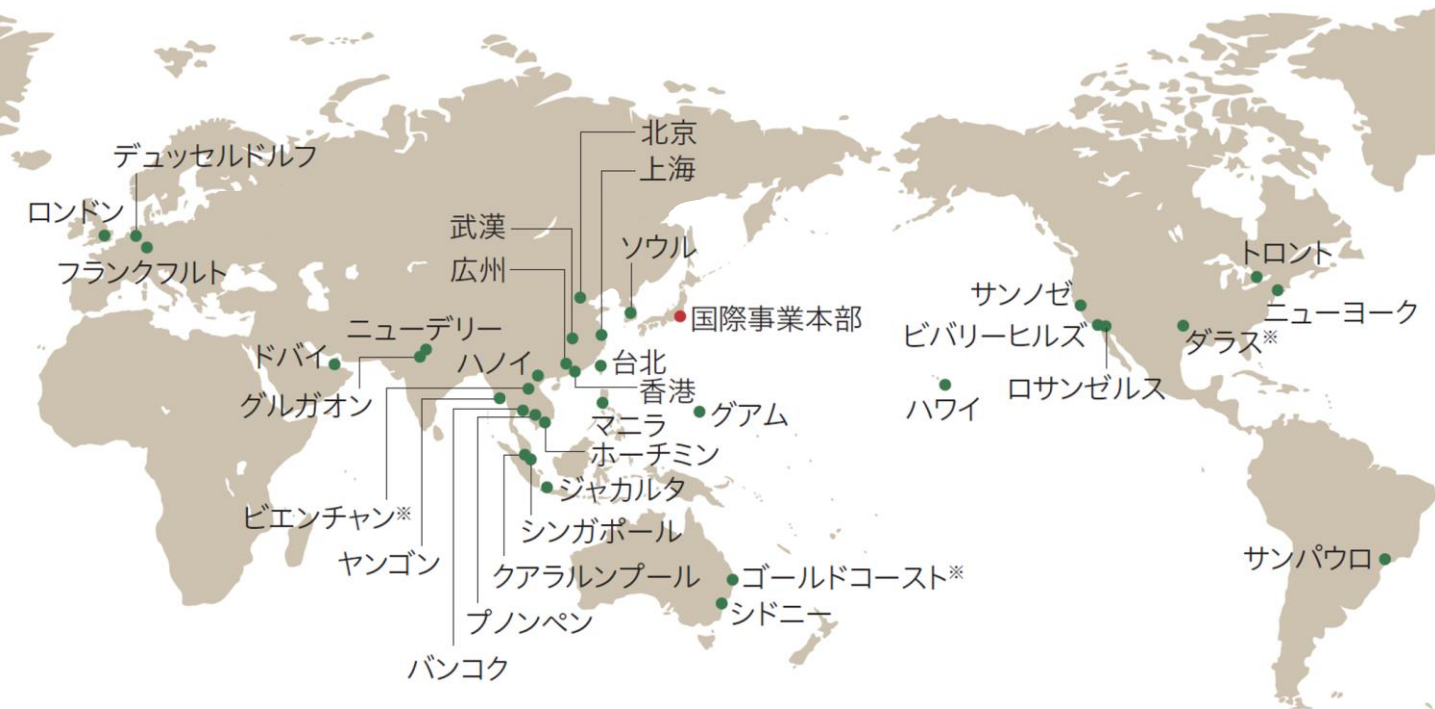 デュッセルドルフ
ロンドン
フランクフルト
北京
上海
武漢
広州
ソウル
国際事業本部
ニューデリー
ドバイ
グルガオン
ハノイ
台北
香港
マニラ
グアム
ホーチミン
ジャカルタ
シンガポール
ビエンチャン※
ヤンゴン
クアラルンプール
プノンペン
バンコク
ゴールドコースト※
シドニー
トロント
サンノゼ
ニューヨーク
ビバリーヒルズ
ダラス※
ロサンゼルス
ハワイ
サンパウロ